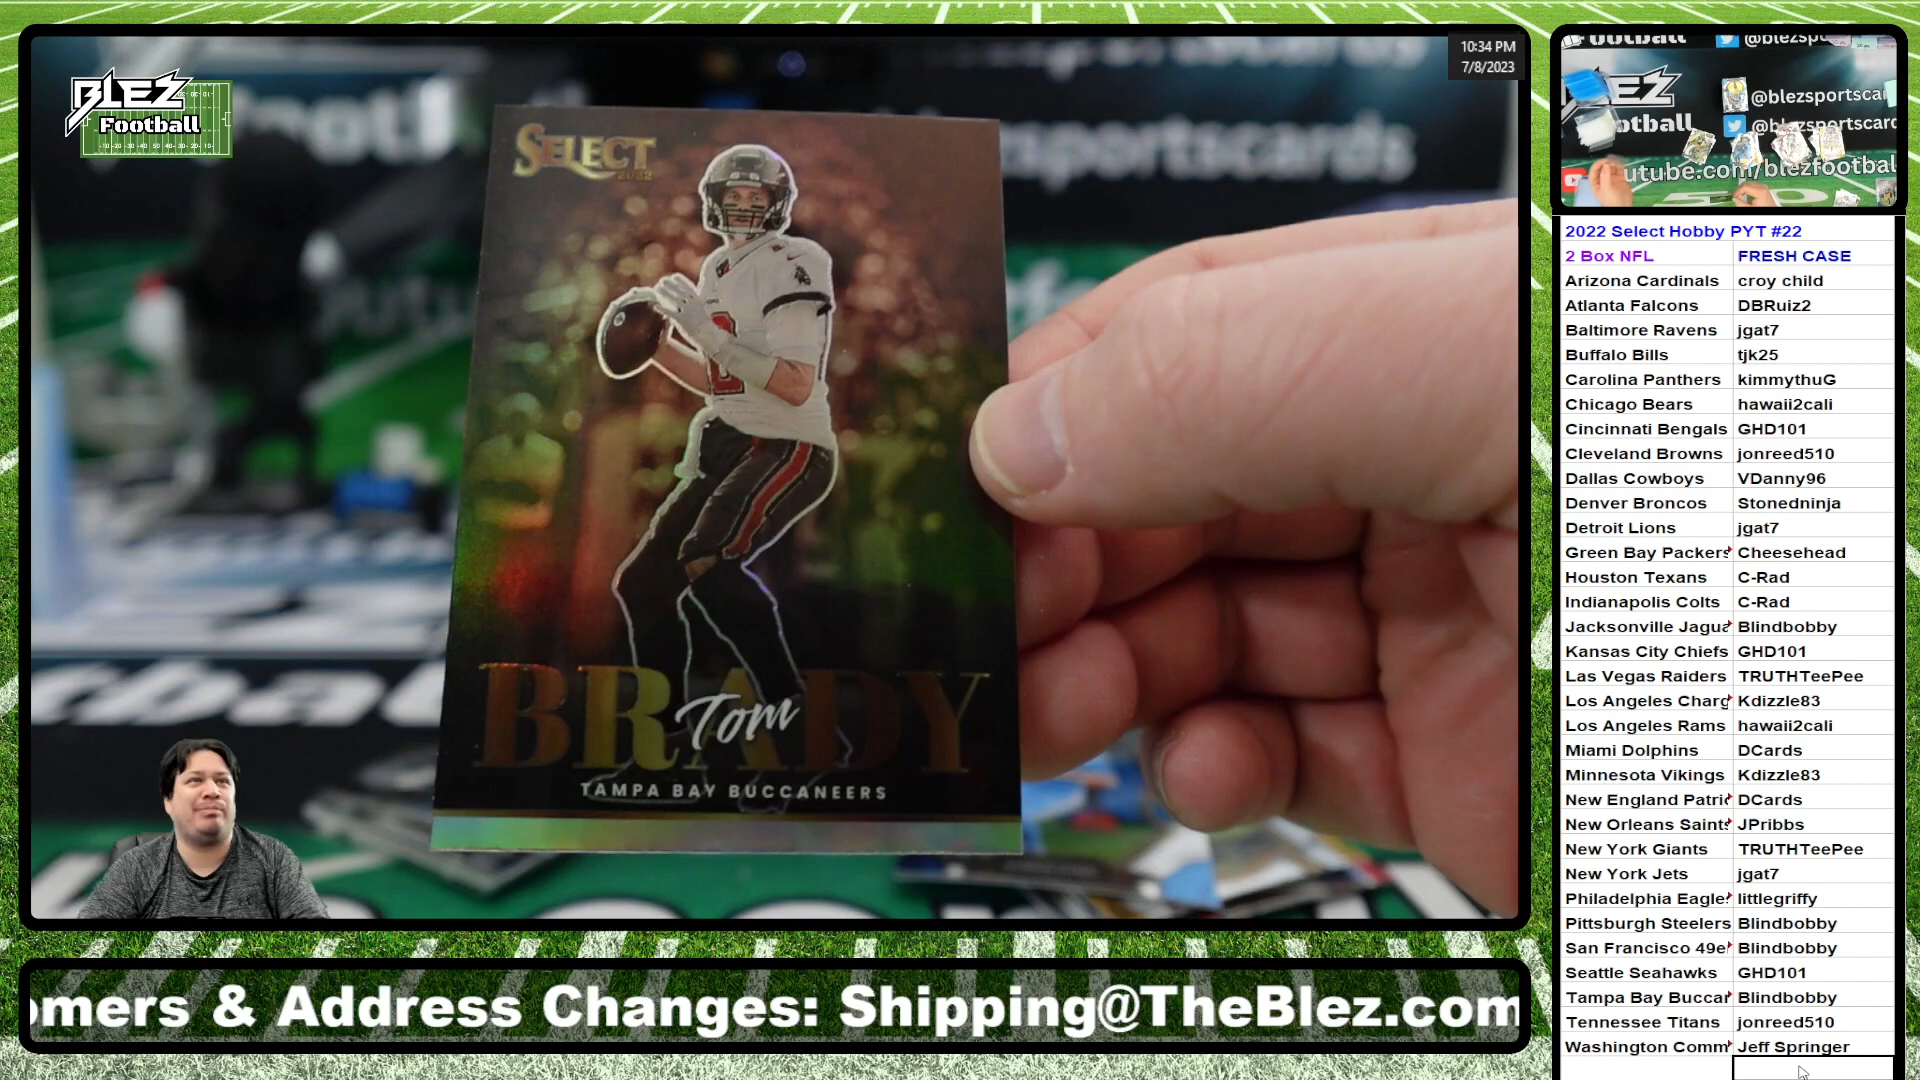 10:34 PM
7/8/2023
BLEZ
Football
SELECT
2022
BRADY
Tom
TAMPA BAY BUCCANEERS
omers & Address Changes: Shipping@TheBlez.com
@blezsportscar
@blezsportscard
utube.com/blezfootbal
2022 Select Hobby PYT #22
2 Box NFL FRESH CASE
Arizona Cardinals croy child
Atlanta Falcons DBRuiz2
Baltimore Ravens jgat7
Buffalo Bills tjk25
Carolina Panthers kimmythuG
Chicago Bears hawaii2cali
Cincinnati Bengals GHD101
Cleveland Browns jonreed510
Dallas Cowboys VDanny96
Denver Broncos Stonedninja
Detroit Lions jgat7
Green Bay Packers Cheesehead
Houston Texans C-Rad
Indianapolis Colts C-Rad
Jacksonville Jagua Blindbobby
Kansas City Chiefs GHD101
Las Vegas Raiders TRUTHTeePee
Los Angeles Charg Kdizzle83
Los Angeles Rams hawaii2cali
Miami Dolphins DCards
Minnesota Vikings Kdizzle83
New England Patric DCards
New Orleans Saints JPribbs
New York Giants TRUTHTeePee
New York Jets jgat7
Philadelphia Eagles littlegriffy
Pittsburgh Steelers Blindbobby
San Francisco 49e Blindbobby
Seattle Seahawks GHD101
Tampa Bay Buccar Blindbobby
Tennessee Titans jonreed510
Washington Comm Jeff Springer